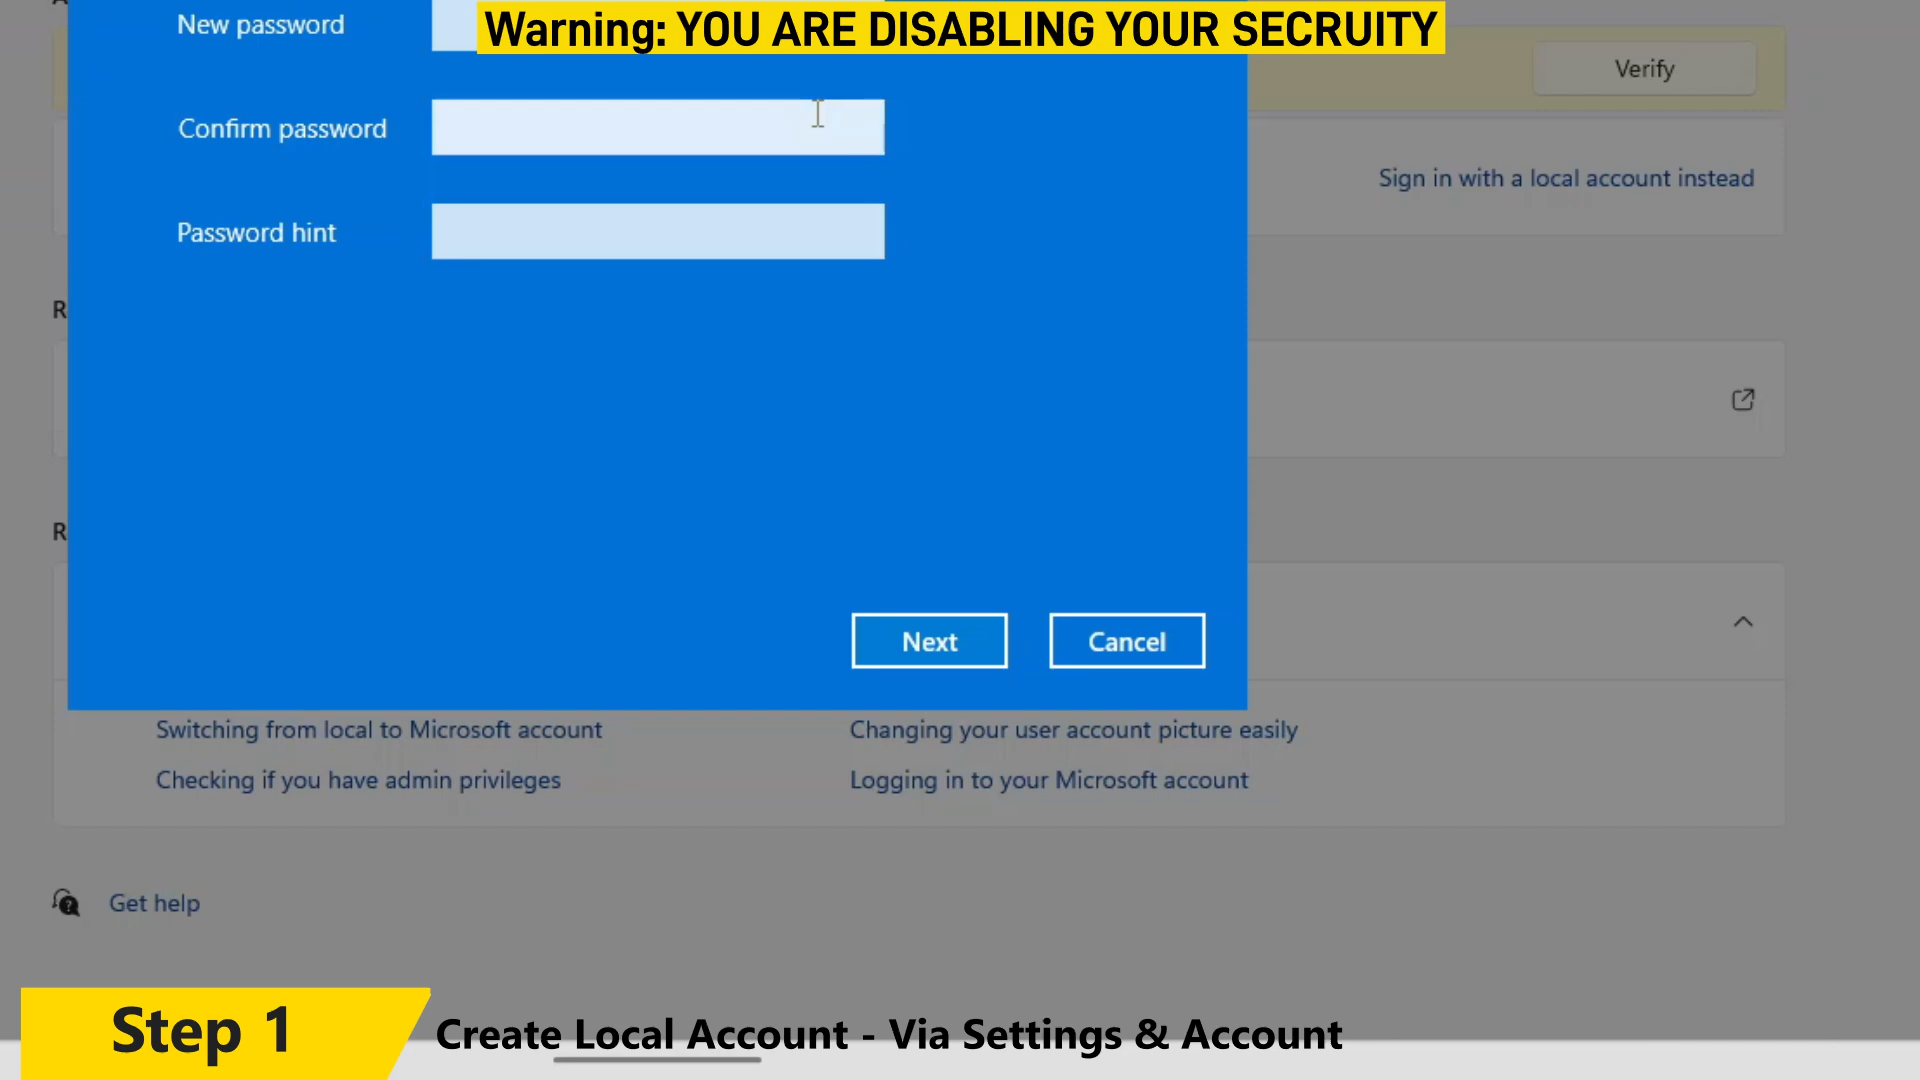 Warning: YOU ARE DISABLING YOUR SECRUITY
New password
Verify
Confirm password
Sign in with a local account instead
Password hint
R
R
Next
Cancel
Switching from local to Microsoft account
Changing your user account picture easily
Checking if you have admin privileges
Logging in to your Microsoft account
Get help
Step 1
Create Local Account - Via Settings & Account